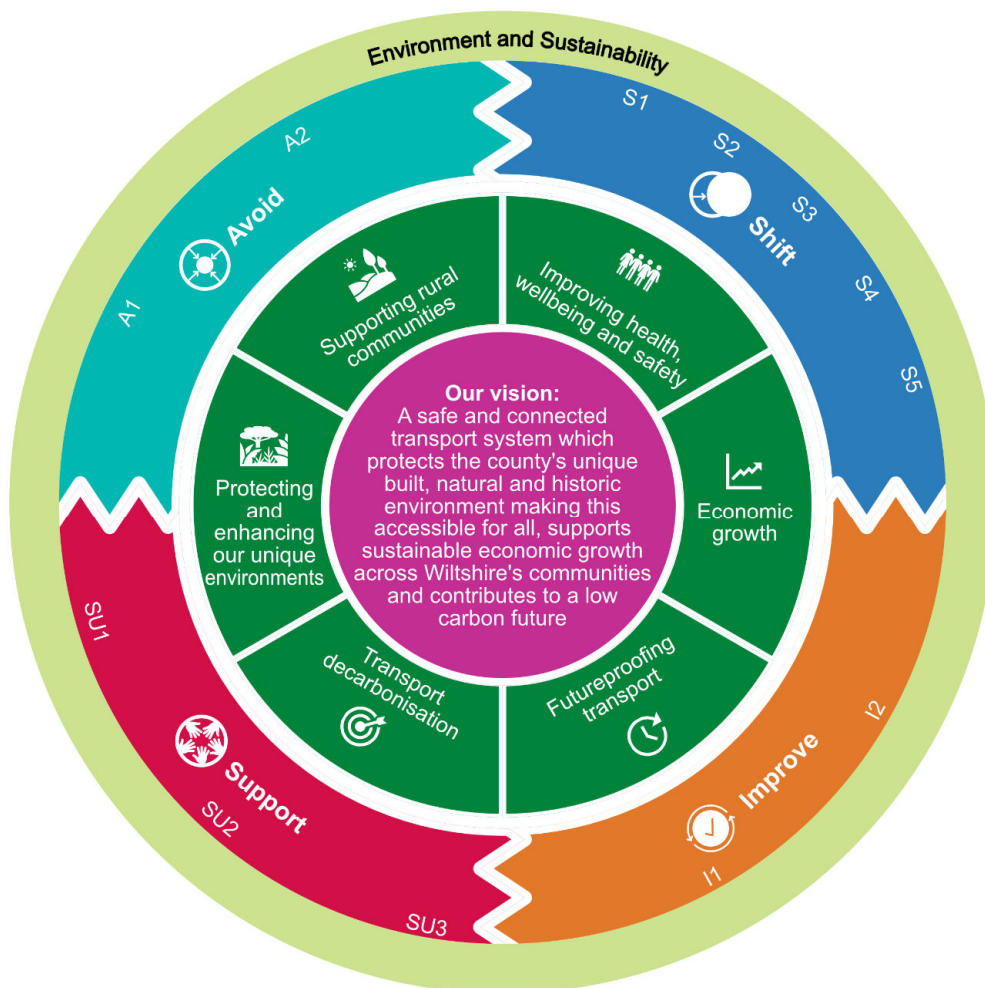 Environment and Sustainability
A1
A2
Avoid
S1
S2
S3
S4
S5
Shift
Supporting rural
communities
Improving health,
wellbeing and safety
Protecting
and
enhancing
our unique
environments
Our vision:
A safe and connected
transport system which
protects the county's unique
built, natural and historic
environment making this
accessible for all, supports
sustainable economic growth
across Wiltshire's communities
and contributes to a low
carbon future
Economic
growth
Transport
decarbonisation
Futureproofing
transport
SU1
SU2
SU3
Support
I2
I1
Improve